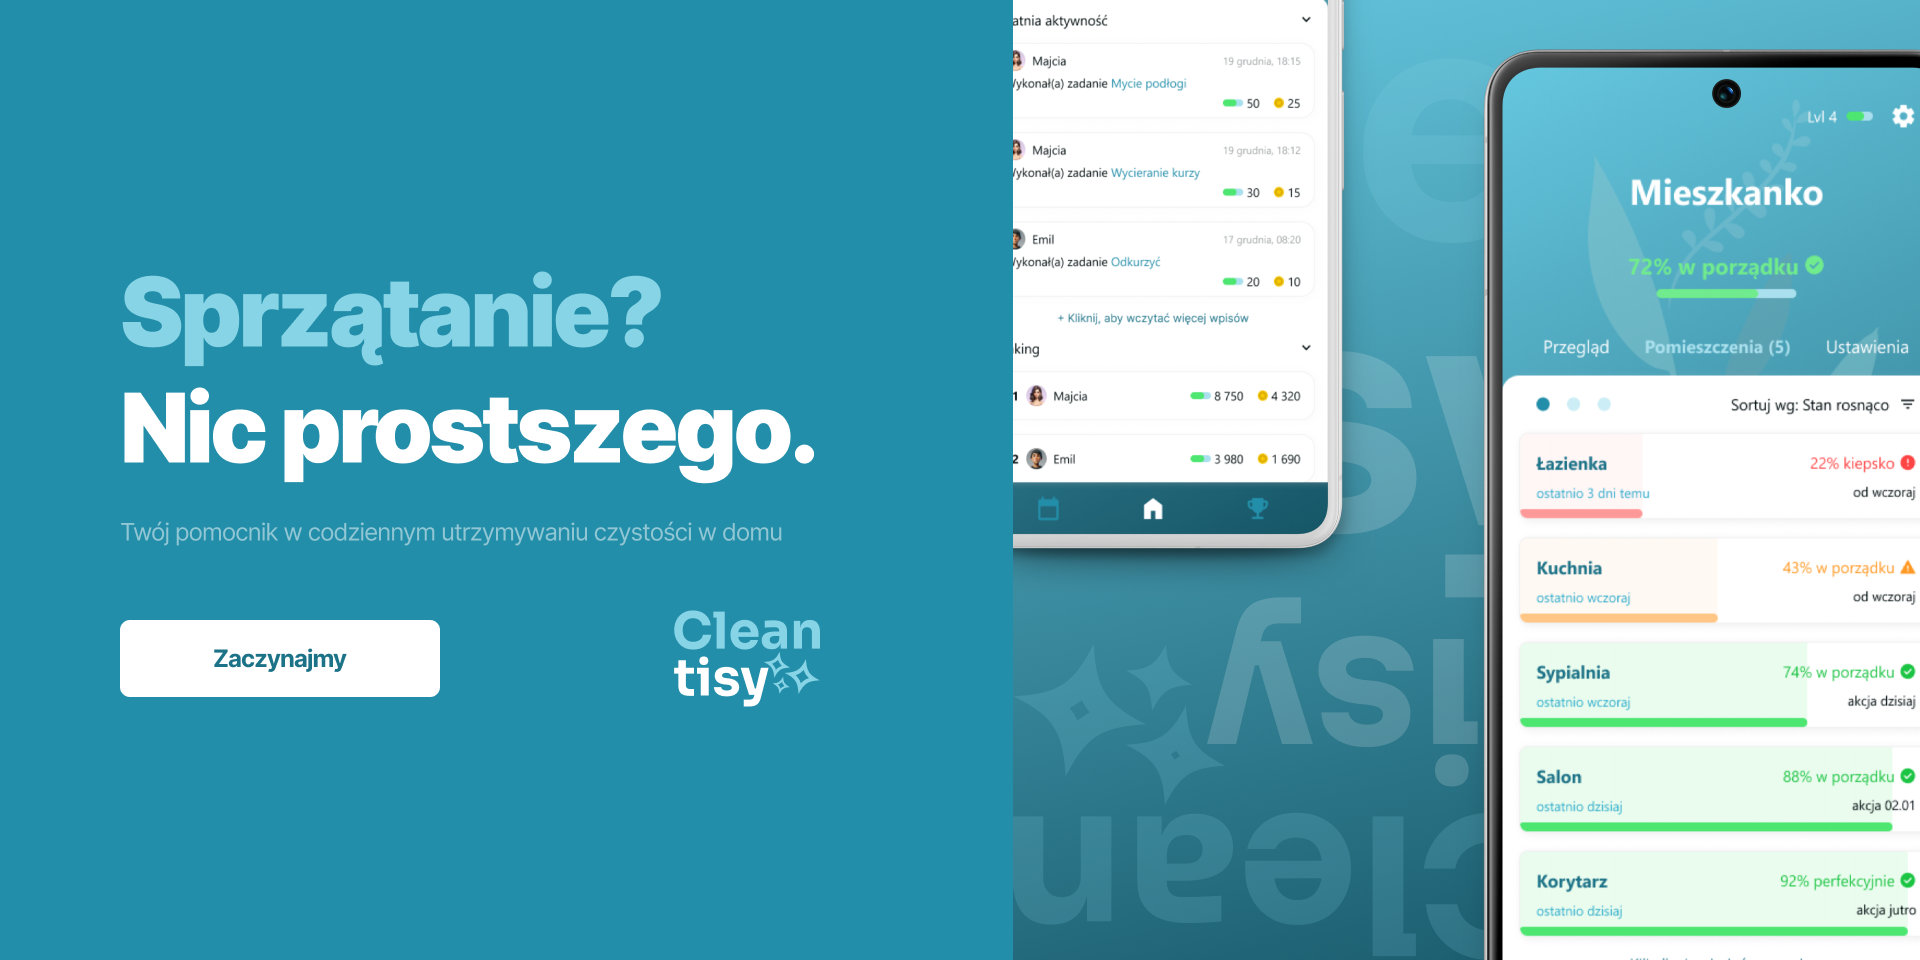 Sprzątanie?
Nic prostszego.
Twój pomocnik w codziennym utrzymywaniu czystości w domu
Zaczynajmy
Clean
tisy
atnia aktywność
Majcia
19 grudnia, 18:15
ykonał(a) zadanie Mycie podłogi
50 25
Majcia
19 grudnia, 18:12
ykonał(a) zadanie Wycieranie kurzy
30 15
Emil
17 grudnia, 08:20
ykonał(a) zadanie Odkurzyć
20 10
+ Kliknij, aby wczytać więcej wpisów
king
1 Majcia 8 750 4 320
2 Emil 3 980 1 690
e
sy
tisy
clean
Lvl 4
Mieszkanko
72% w porządku
Przegląd Pomieszczenia (5) Ustawienia
Sortuj wg: Stan rosnąco
Łazienka 22% kiepsko
ostatnio 3 dni temu od wczoraj
Kuchnia 43% w porządku
ostatnio wczoraj od wczoraj
Sypialnia 74% w porządku
ostatnio wczoraj akcja dzisiaj
Salon 88% w porządku
ostatnio dzisiaj akcja 02.01
Korytarz 92% perfekcyjnie
ostatnio dzisiaj akcja jutro